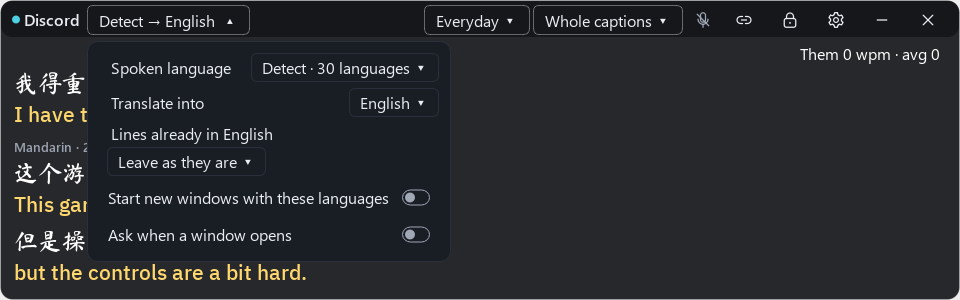 Discord Detect → English ▲ Everyday ▼ Whole captions ▼
Them 0 wpm · avg 0
Spoken language Detect · 30 languages ▼
Translate into English ▼
Lines already in English
Leave as they are ▼
Start new windows with these languages
Ask when a window opens
我得重
I have
Mandarin ·
这个游
This
但是操
but the controls are a bit hard.